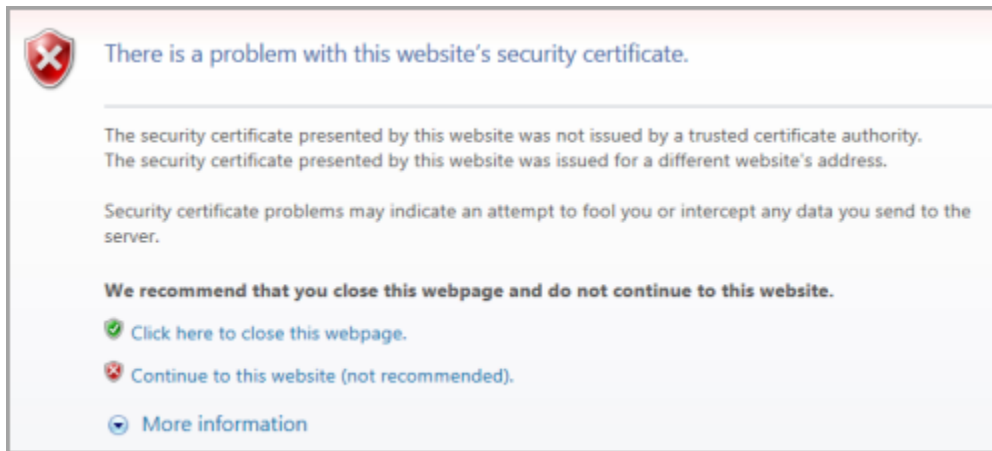 There is a problem with this website's security certificate.
The security certificate presented by this website was not issued by a trusted certificate authority.
The security certificate presented by this website was issued for a different website's address.
Security certificate problems may indicate an attempt to fool you or intercept any data you send to the
server.
We recommend that you close this webpage and do not continue to this website.
Click here to close this webpage.
Continue to this website (not recommended).
More information